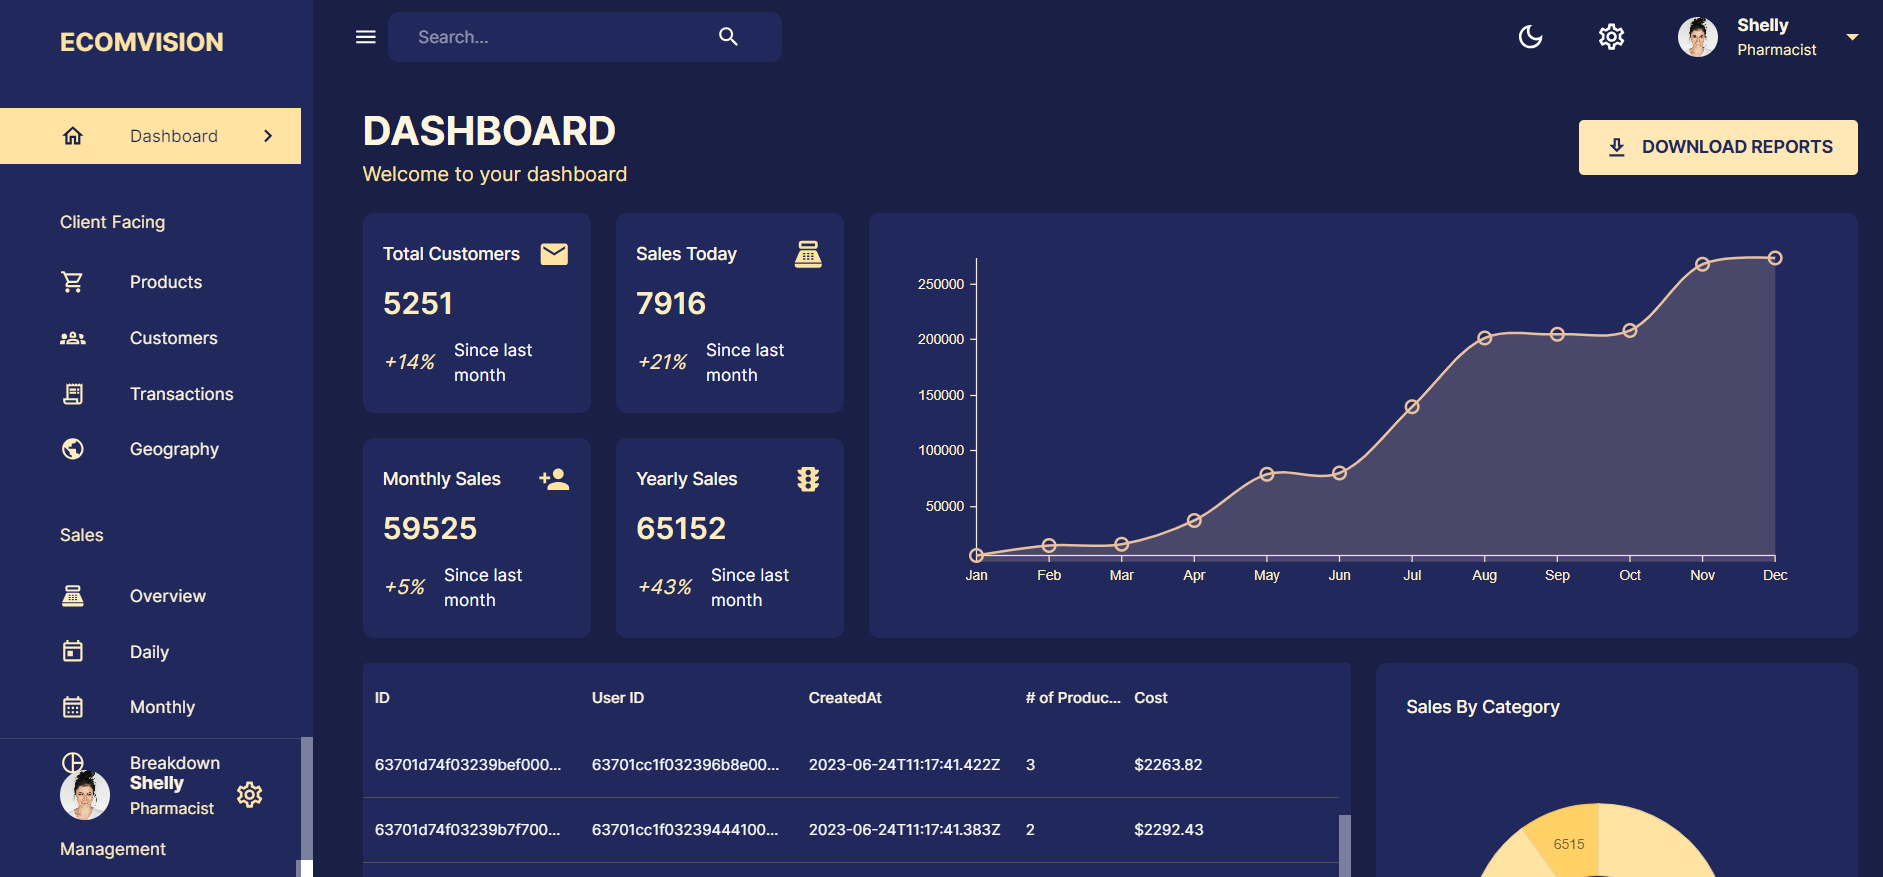 ECOMVISION
Dashboard
Client Facing
Products
Customers
Transactions
Geography
Sales
Overview
Daily
Monthly
Breakdown
Shelly
Pharmacist
Management
Search...
Shelly
Pharmacist
DASHBOARD
Welcome to your dashboard
DOWNLOAD REPORTS
Total Customers
5251
+14%
Since last
month
Sales Today
7916
+21%
Since last
month
Monthly Sales
59525
+5%
Since last
month
Yearly Sales
65152
+43%
Since last
month
250000
200000
150000
100000
50000
Jan Feb Mar Apr May Jun Jul Aug Sep Oct Nov Dec
ID User ID CreatedAt # of Produc... Cost
63701d74f03239bef000... 63701cc1f032396b8e00... 2023-06-24T11:17:41.422Z 3 $2263.82
63701d74f03239b7f700... 63701cc1f03239444100... 2023-06-24T11:17:41.383Z 2 $2292.43
Sales By Category
6515